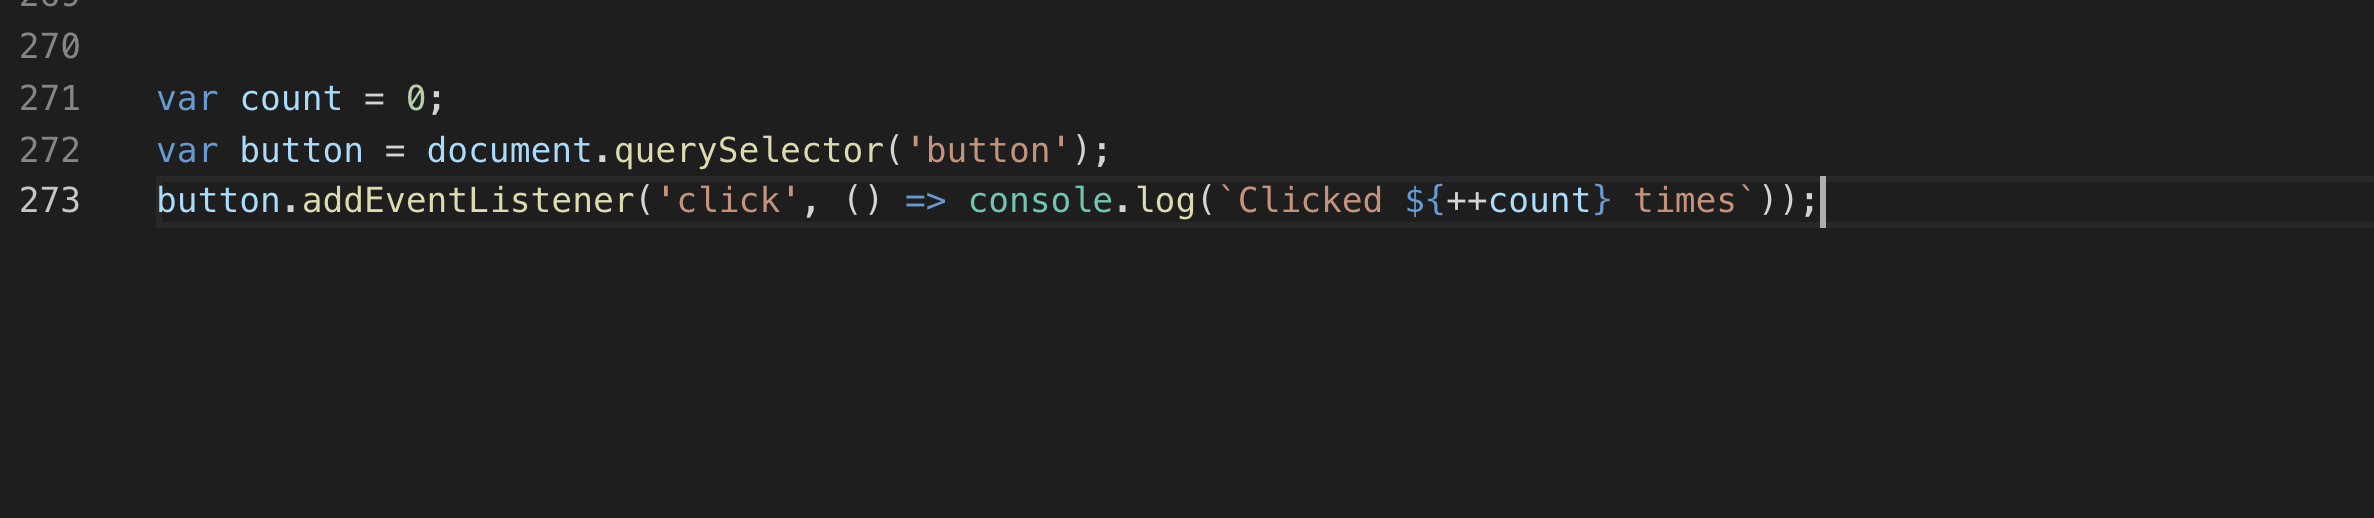 269
270
271 var count = 0;
272 var button = document.querySelector('button');
273 button.addEventListener('click', () => console.log(`Clicked ${++count} times`));